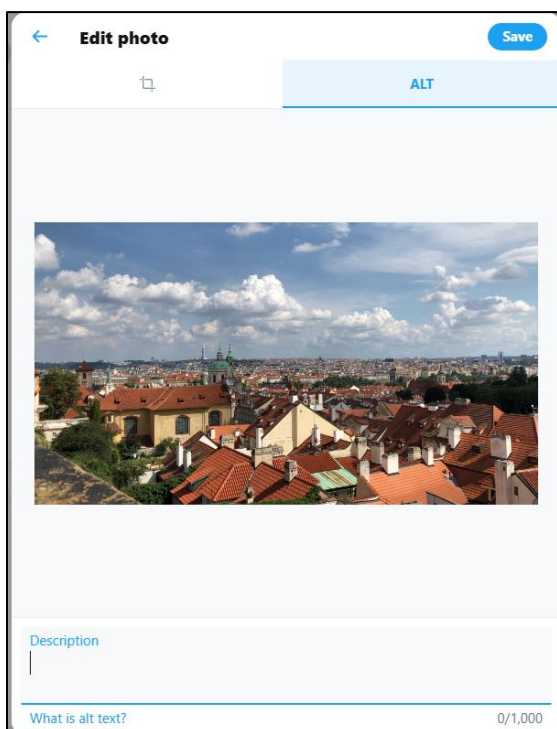 Edit photo
Save
ALT
Description
What is alt text?
0/1,000